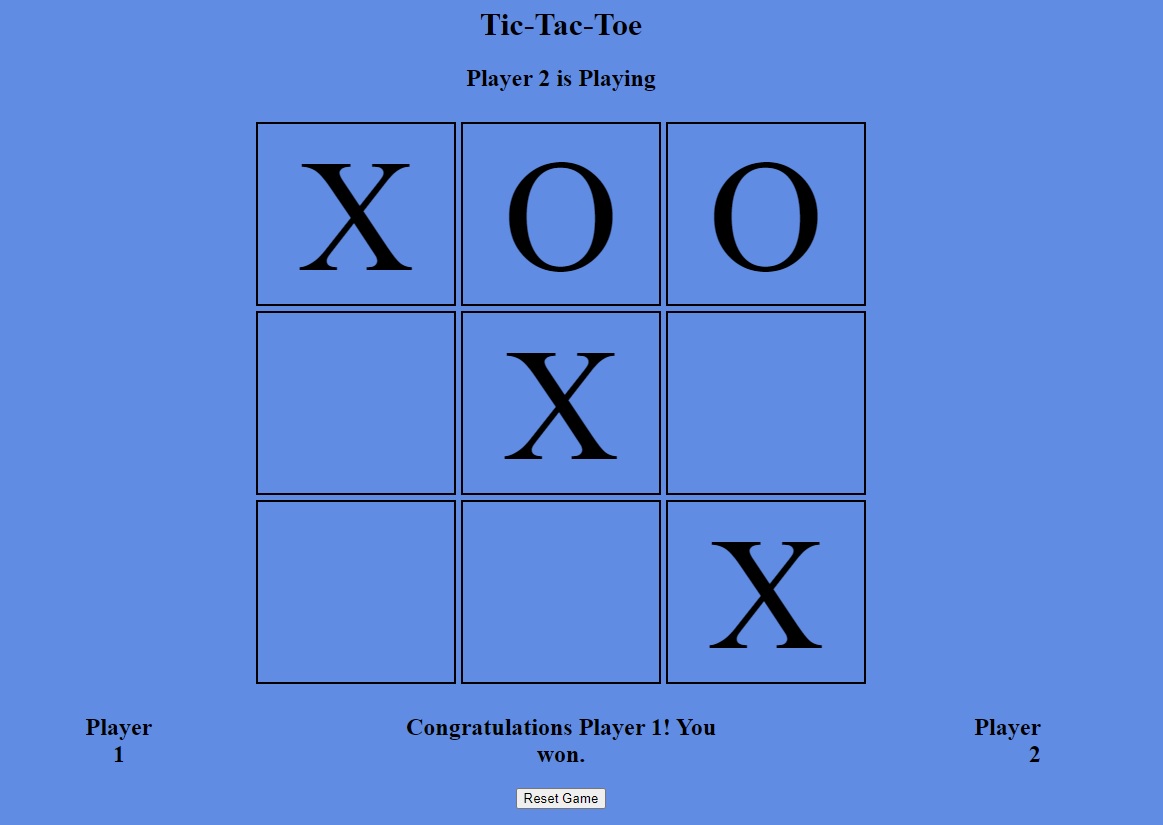 Tic-Tac-Toe
Player 2 is Playing
X O O
X
X
Player
1
Congratulations Player 1! You
won.
Player
2
Reset Game